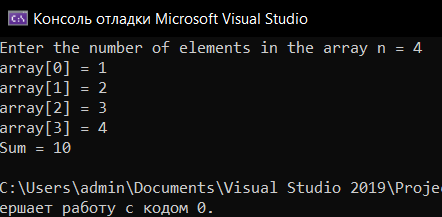 C:\ Консоль отладки Microsoft Visual Studio
Enter the number of elements in the array n = 4
array[0] = 1
array[1] = 2
array[2] = 3
array[3] = 4
Sum = 10
C:\Users\admin\Documents\Visual Studio 2019\Proje
ершает работу с кодом 0.